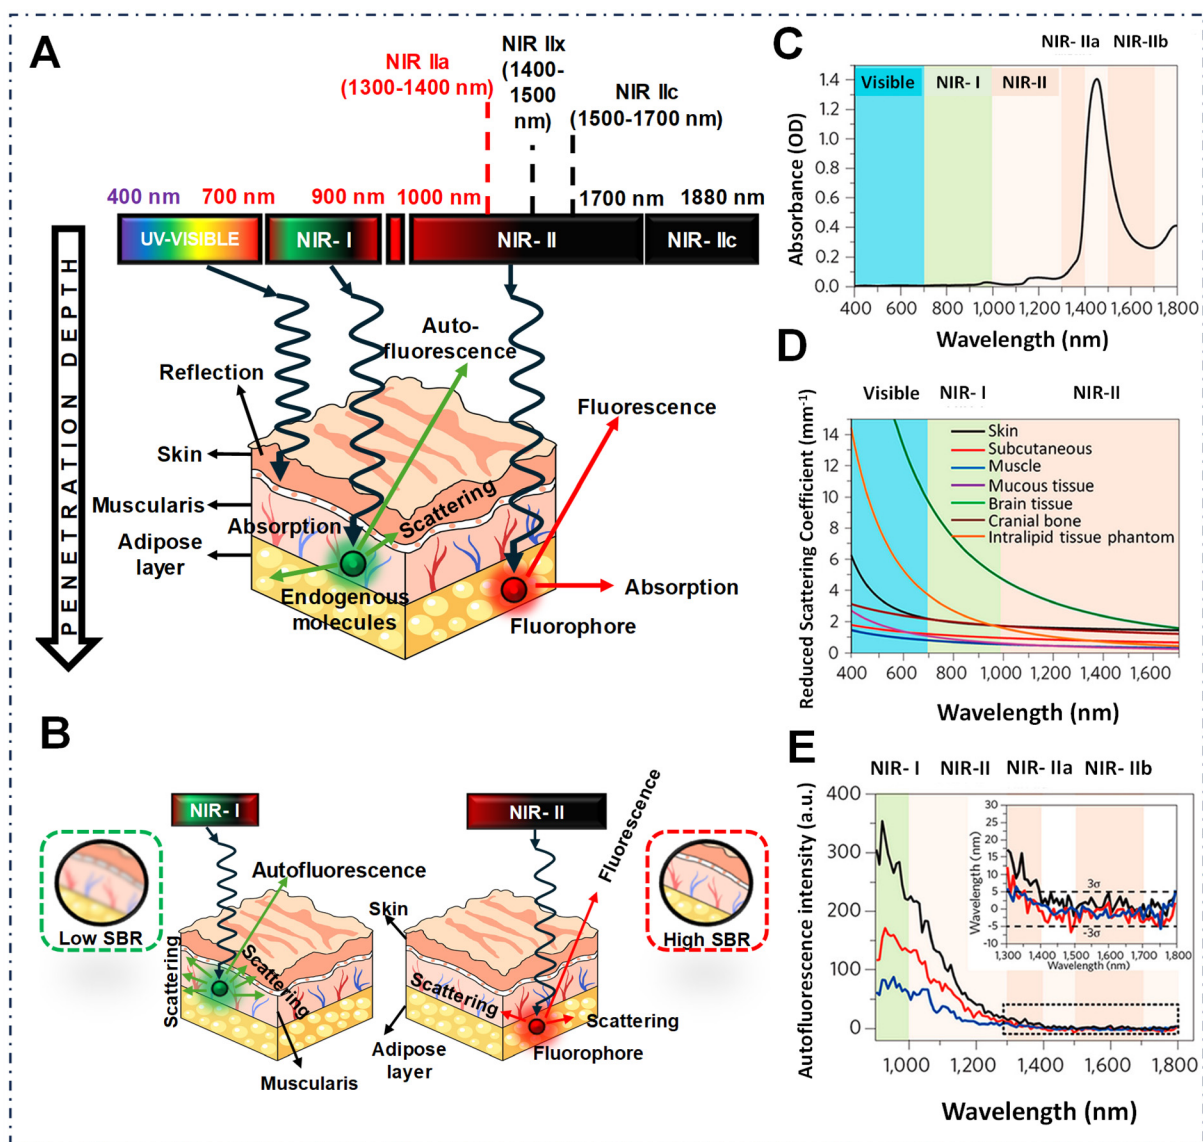 A
NIR IIa
(1300-1400 nm)
NIR IIx
(1400-
1500
nm)
NIR IIc
(1500-1700 nm)
400 nm
700 nm
900 nm
1000 nm
1700 nm
1880 nm
UV-VISIBLE
NIR- I
NIR- II
NIR- IIc
PENETRATION DEPTH
Auto-
fluorescence
Reflection
Fluorescence
Skin
Scattering
Muscularis
Absorption
Adipose
layer
Absorption
Endogenous
molecules
Fluorophore
B
NIR- I
NIR- II
Fluorescence
Autofluorescence
Low SBR
Skin
High SBR
Scattering
Scattering
Scattering
Scattering
Adipose
layer
Fluorophore
Muscularis
C
NIR- IIa
NIR-IIb
Visible
NIR- I
NIR-II
Absorbance (OD)
1.4
1.2
1.0
0.8
0.6
0.4
0.2
0.0
400
600
800
1,000
1,200
1,400
1,600
1,800
Wavelength (nm)
D
Visible
NIR- I
NIR-II
Reduced Scattering Coefficient (mm-1)
14
12
10
8
6
4
2
0
Skin
Subcutaneous
Muscle
Mucous tissue
Brain tissue
Cranial bone
Intralipid tissue phantom
400
600
800
1,000
1,200
1,400
1,600
Wavelength (nm)
E
NIR- I
NIR-II
NIR- IIa
NIR- IIb
Autofluorescence intensity (a.u.)
400
300
200
100
0
Wavelength (nm)
30
25
20
15
10
5
0
-5
-10
3σ
-3σ
1,300
1,400
1,500
1,600
1,700
1,800
Wavelength (nm)
1,000
1,200
1,400
1,600
1,800
Wavelength (nm)